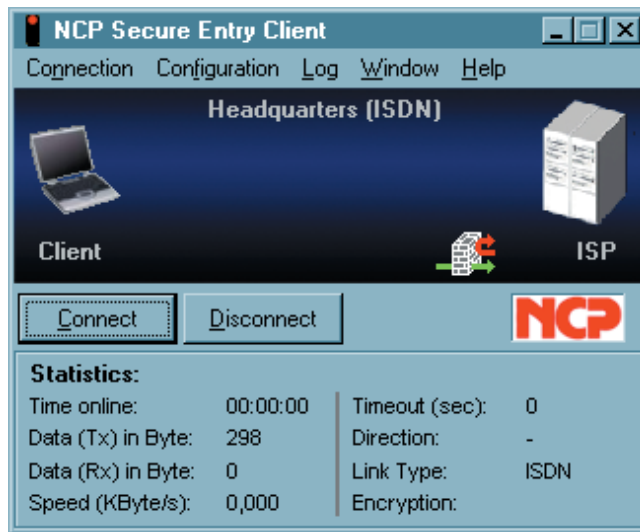 NCP Secure Entry Client
Connection Configuration Log Window Help
Headquarters (ISDN)
Client ISP
Connect Disconnect NCP
Statistics:
Time online: 00:00:00 Timeout (sec): 0
Data (Tx) in Byte: 298 Direction: -
Data (Rx) in Byte: 0 Link Type: ISDN
Speed (KByte/s): 0,000 Encryption: